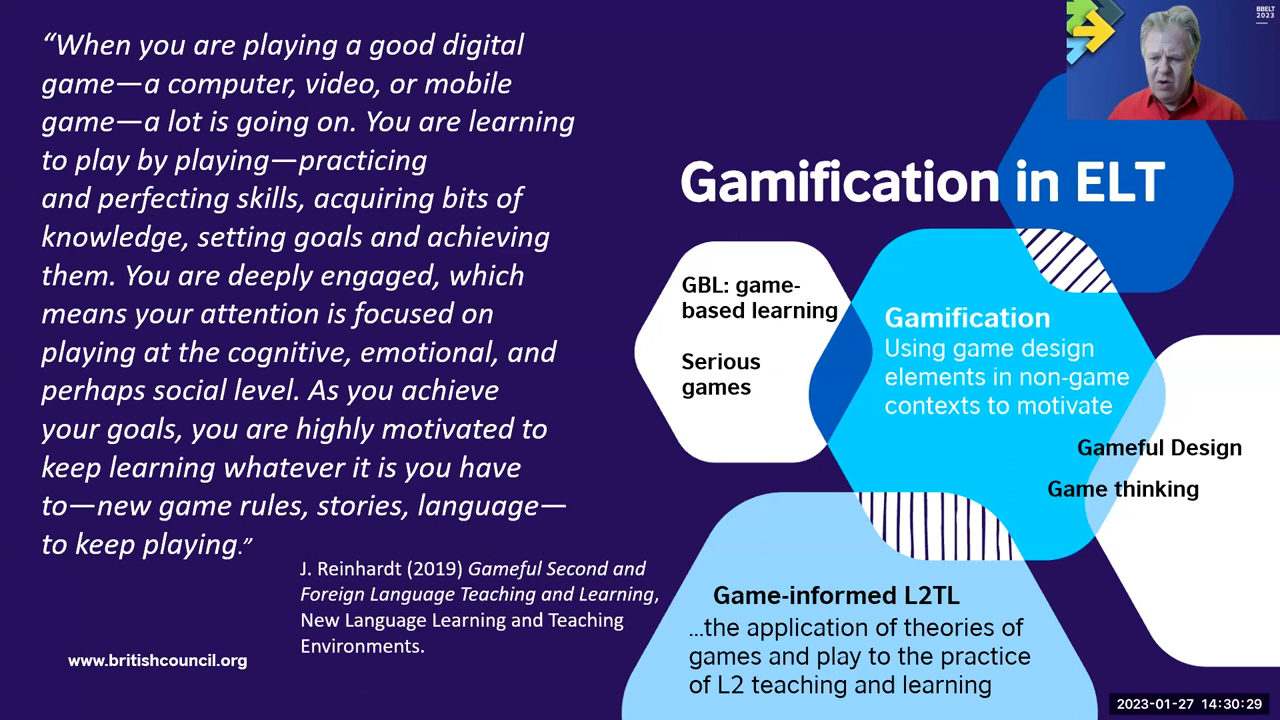 “When you are playing a good digital
game—a computer, video, or mobile
game—a lot is going on. You are learning
to play by playing—practicing
and perfecting skills, acquiring bits of
knowledge, setting goals and achieving
them. You are deeply engaged, which
means your attention is focused on
playing at the cognitive, emotional, and
perhaps social level. As you achieve
your goals, you are highly motivated to
keep learning whatever it is you have
to—new game rules, stories, language—
to keep playing.”
J. Reinhardt (2019) Gameful Second and
Foreign Language Teaching and Learning,
New Language Learning and Teaching
Environments.
www.britishcouncil.org
BBELT
2023
Gamification in ELT
GBL: game-
based learning
Serious
games
Gamification
Using game design
elements in non-game
contexts to motivate
Gameful Design
Game thinking
Game-informed L2TL
...the application of theories of
games and play to the practice
of L2 teaching and learning
2023-01-27 14:30:29